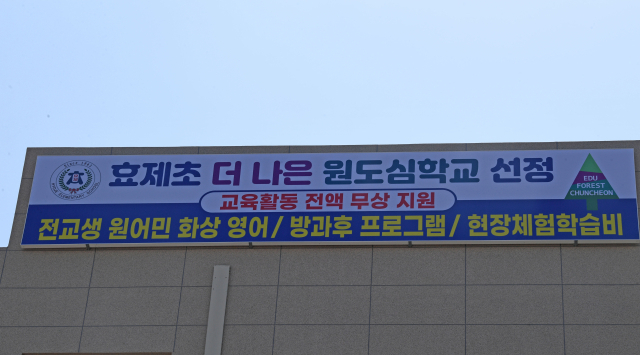 효제초 더 나은 원도심학교 선정
EDU
FOREST
CHUNCHEON
교육활동 전액 무상 지원
전교생 원어민 화상 영어/ 방과후 프로그램/ 현장체험학습비